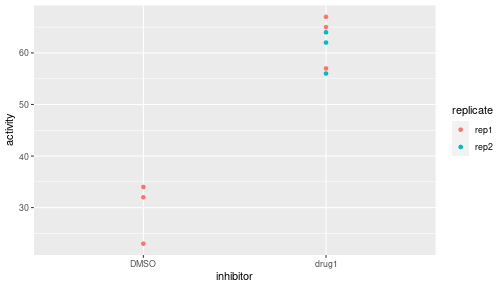 activity
60
50
40
30
DMSO
drug1
inhibitor
replicate
rep1
rep2